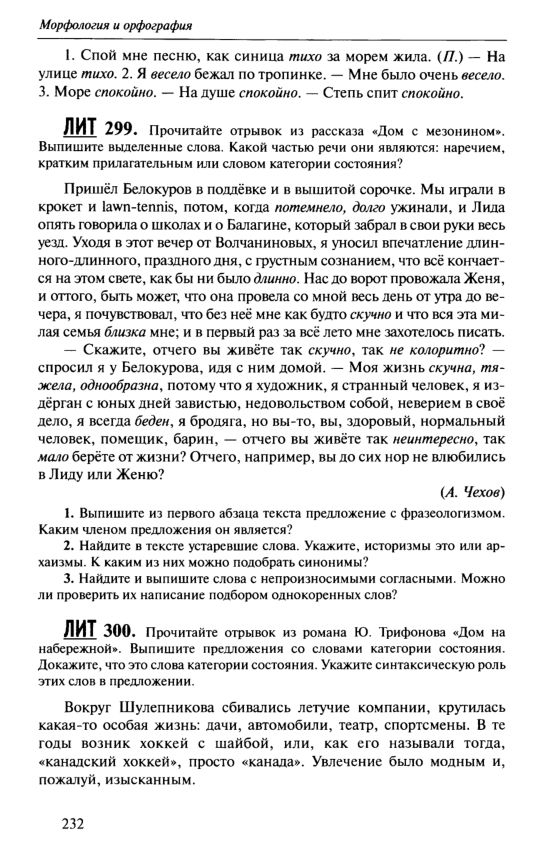 Морфология и орфография
1. Спой мне песню, как синица тихо за морем жила. (П.) — На
улице тихо. 2. Я весело бежал по тропинке. — Мне было очень весело.
3. Море спокойно. — На душе спокойно. — Степь спит спокойно.
ЛИТ 299. Прочитайте отрывок из рассказа «Дом с мезонином».
Выпишите выделенные слова. Какой частью речи они являются: наречием,
кратким прилагательным или словом категории состояния?
Пришёл Белокуров в поддёвке и в вышитой сорочке. Мы играли в
крокет и lawn-tennis, потом, когда потемнело, долго ужинали, и Лида
опять говорила о школах и о Балагине, который забрал в свои руки весь
уезд. Уходя в этот вечер от Волчаниновых, я уносил впечатление длин-
ного-длинного, праздного дня, с грустным сознанием, что всё кончает-
ся на этом свете, как бы ни было длинно. Нас до ворот провожала Женя,
и оттого, быть может, что она провела со мной весь день от утра до ве-
чера, я почувствовал, что без неё мне как будто скучно и что вся эта ми-
лая семья близка мне; и в первый раз за всё лето мне захотелось писать.
— Скажите, отчего вы живёте так скучно, так не колоритно? —
спросил я у Белокурова, идя с ним домой. — Моя жизнь скучна, тя-
жела, однообразна, потому что я художник, я странный человек, я из-
дёрган с юных дней завистью, недовольством собой, неверием в своё
дело, я всегда беден, я бродяга, но вы-то, вы, здоровый, нормальный
человек, помещик, барин, — отчего вы живёте так неинтересно, так
мало берёте от жизни? Отчего, например, вы до сих пор не влюбились
в Лиду или Женю?
(А. Чехов)
1. Выпишите из первого абзаца текста предложение с фразеологизмом.
Каким членом предложения он является?
2. Найдите в тексте устаревшие слова. Укажите, историзмы это или ар-
хаизмы. К каким из них можно подобрать синонимы?
3. Найдите и выпишите слова с непроизносимыми согласными. Можно
ли проверить их написание подбором однокоренных слов?
ЛИТ 300. Прочитайте отрывок из романа Ю. Трифонова «Дом на
набережной». Выпишите предложения со словами категории состояния.
Докажите, что это слова категории состояния. Укажите синтаксическую роль
этих слов в предложении.
Вокруг Шулепникова сбивались летучие компании, крутилась
какая-то особая жизнь: дачи, автомобили, театр, спортсмены. В те
годы возник хоккей с шайбой, или, как его называли тогда,
«канадский хоккей», просто «канада». Увлечение было модным и,
пожалуй, изысканным.
232